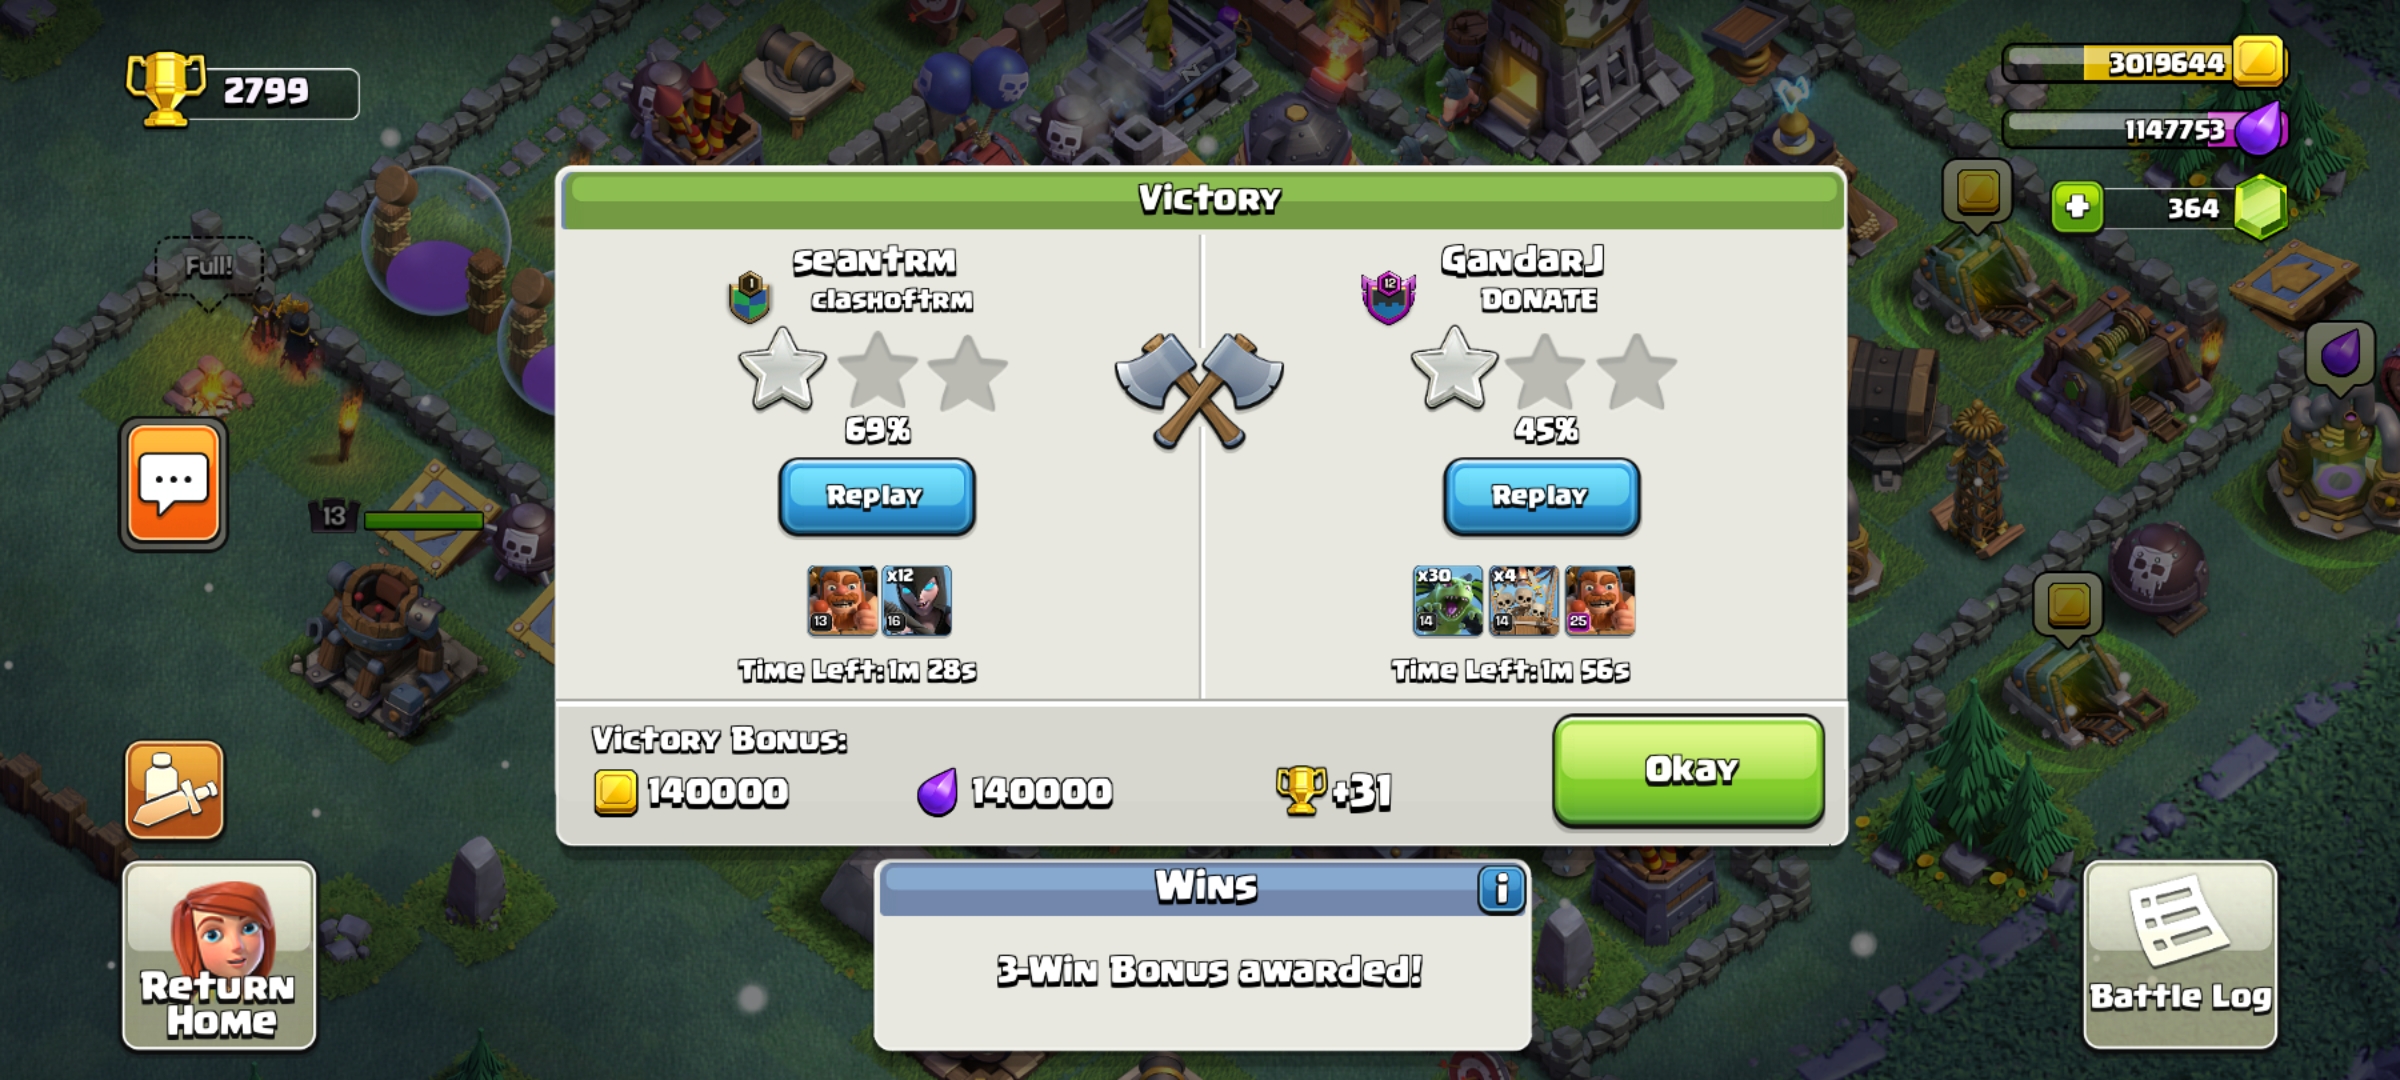 2799
3019644
1147753
364
Full!
13
Victory
seantrm
clashoftrm
1
69%
Replay
x12
13
16
Time Left: 1m 28s
GandarJ
DONATE
12
45%
Replay
x30
x4
14
14
25
Time Left: 1m 56s
Victory Bonus:
140000
140000
+31
Okay
Wins
i
3-Win Bonus awarded!
Return
Home
Battle Log
VIII